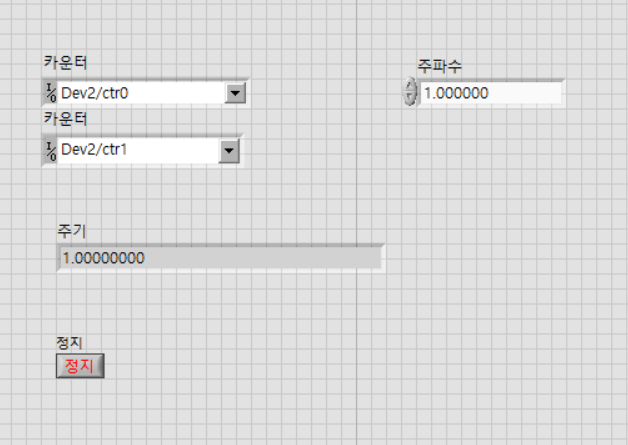 카운터
Dev2/ctr0
카운터
Dev2/ctr1
주파수
1.000000
주기
1.00000000
정지
정지